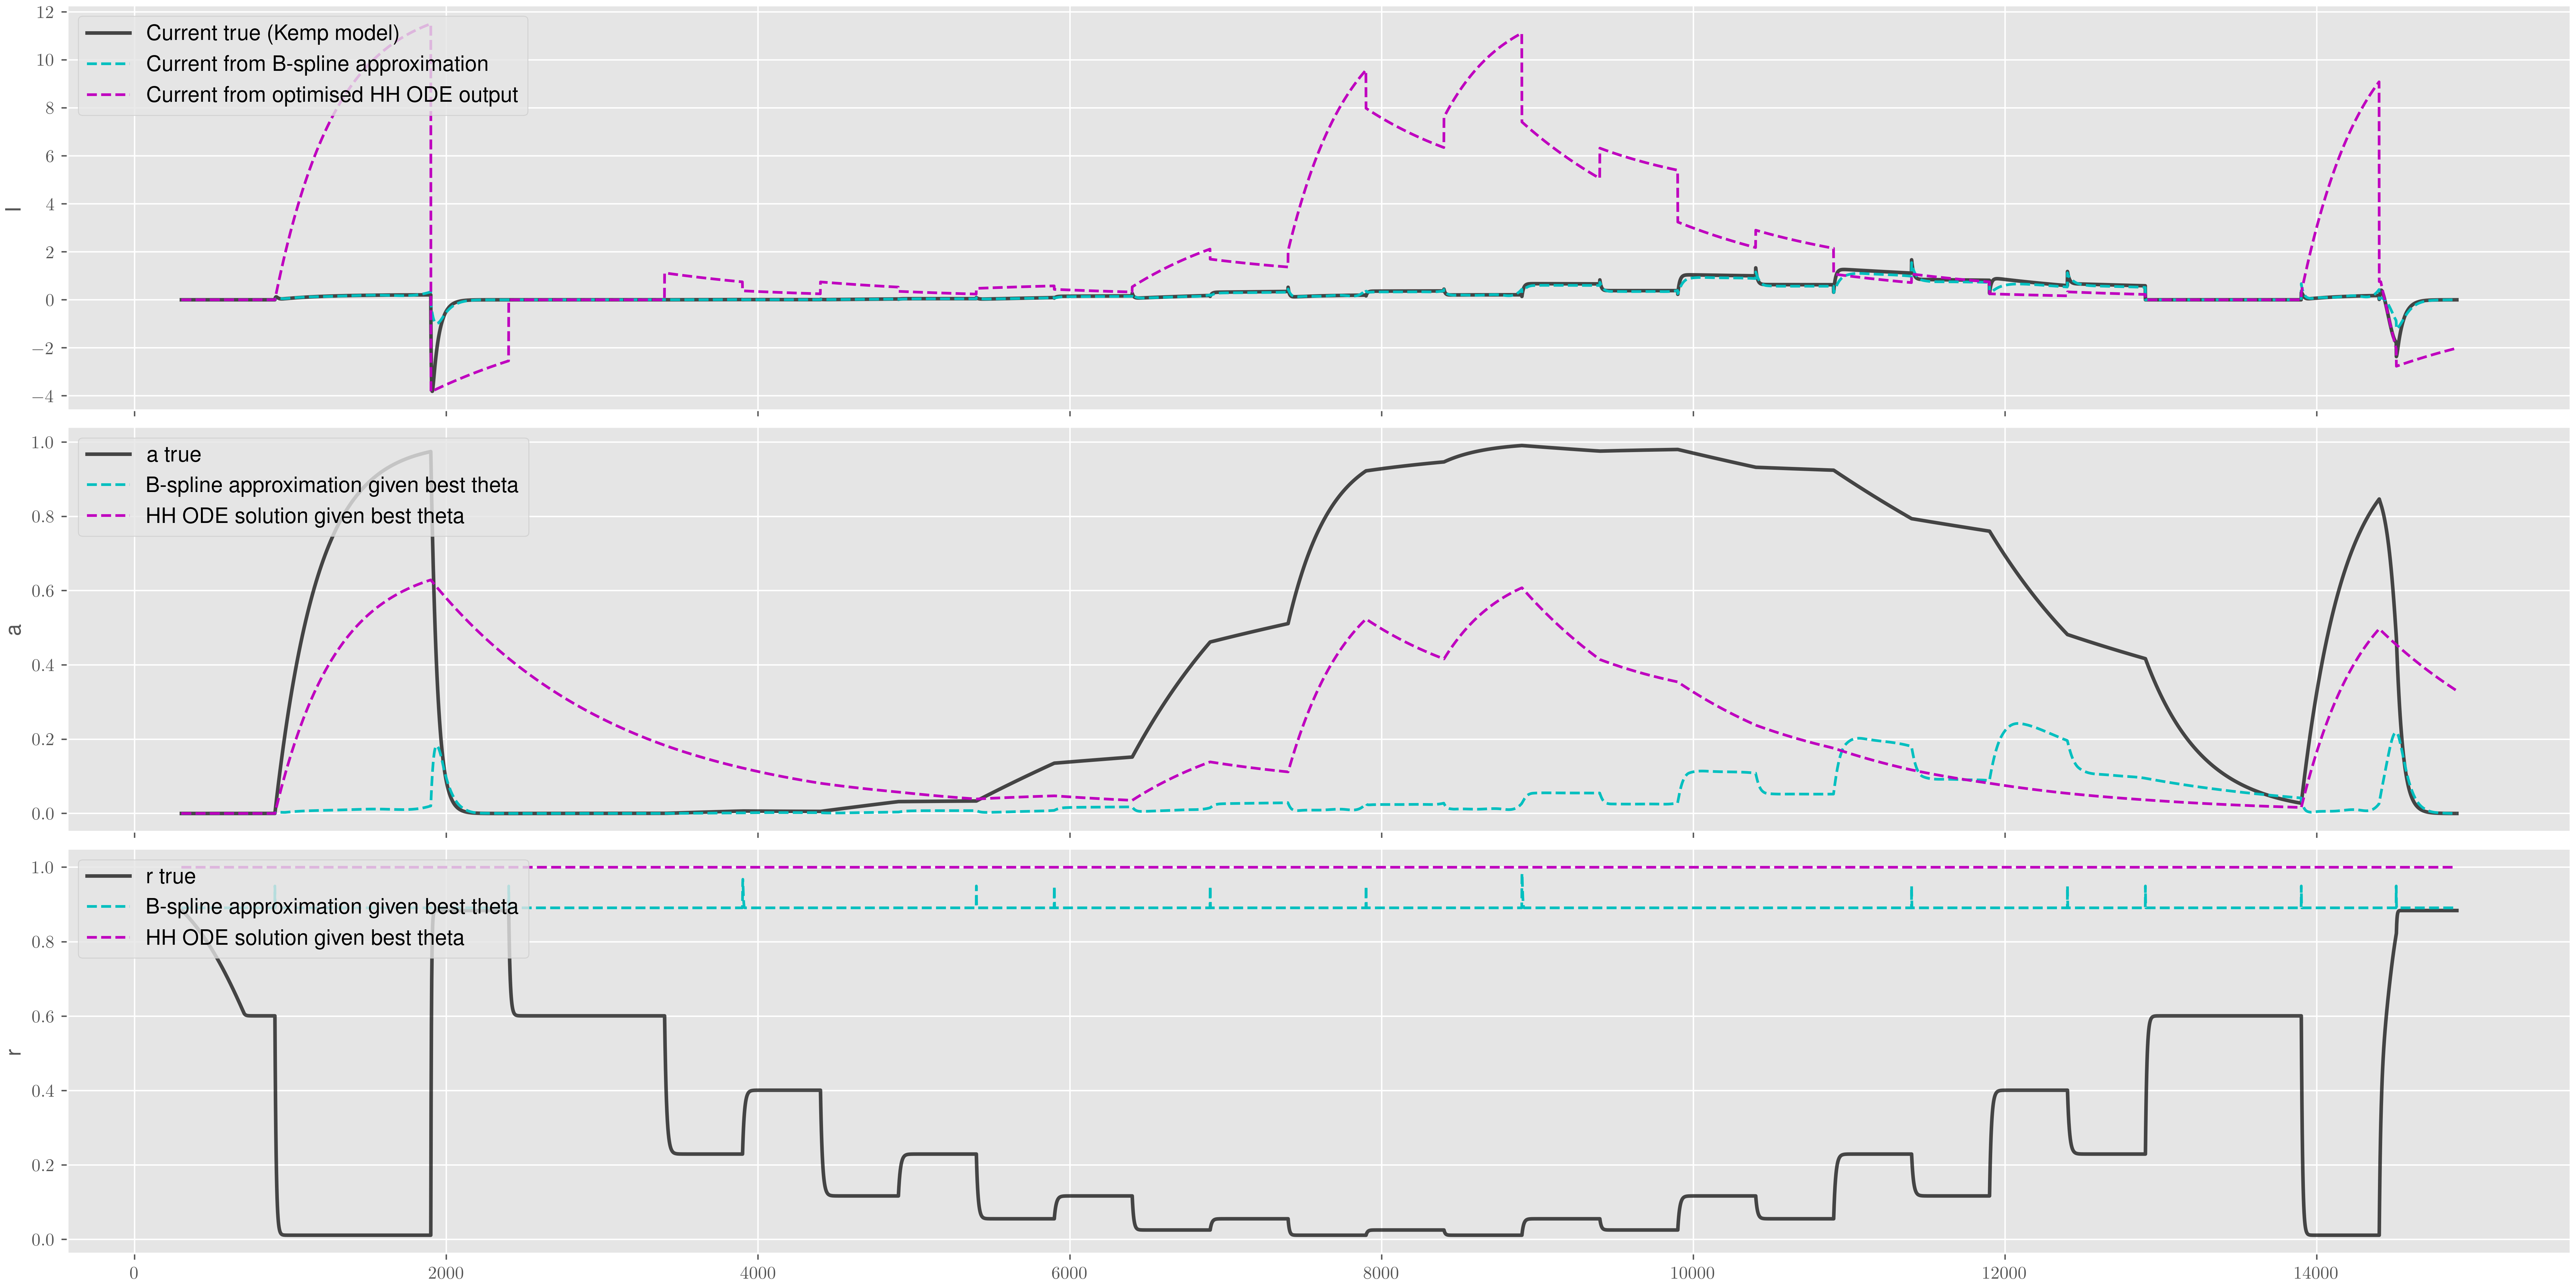 12
10
8
6
4
2
0
−2
−4
I
Current true (Kemp model)
Current from B-spline approximation
Current from optimised HH ODE output
1.0
0.8
0.6
0.4
0.2
0.0
a
a true
B-spline approximation given best theta
HH ODE solution given best theta
1.0
0.8
0.6
0.4
0.2
0.0
r
r true
B-spline approximation given best theta
HH ODE solution given best theta
0 2000 4000 6000 8000 10000 12000 14000